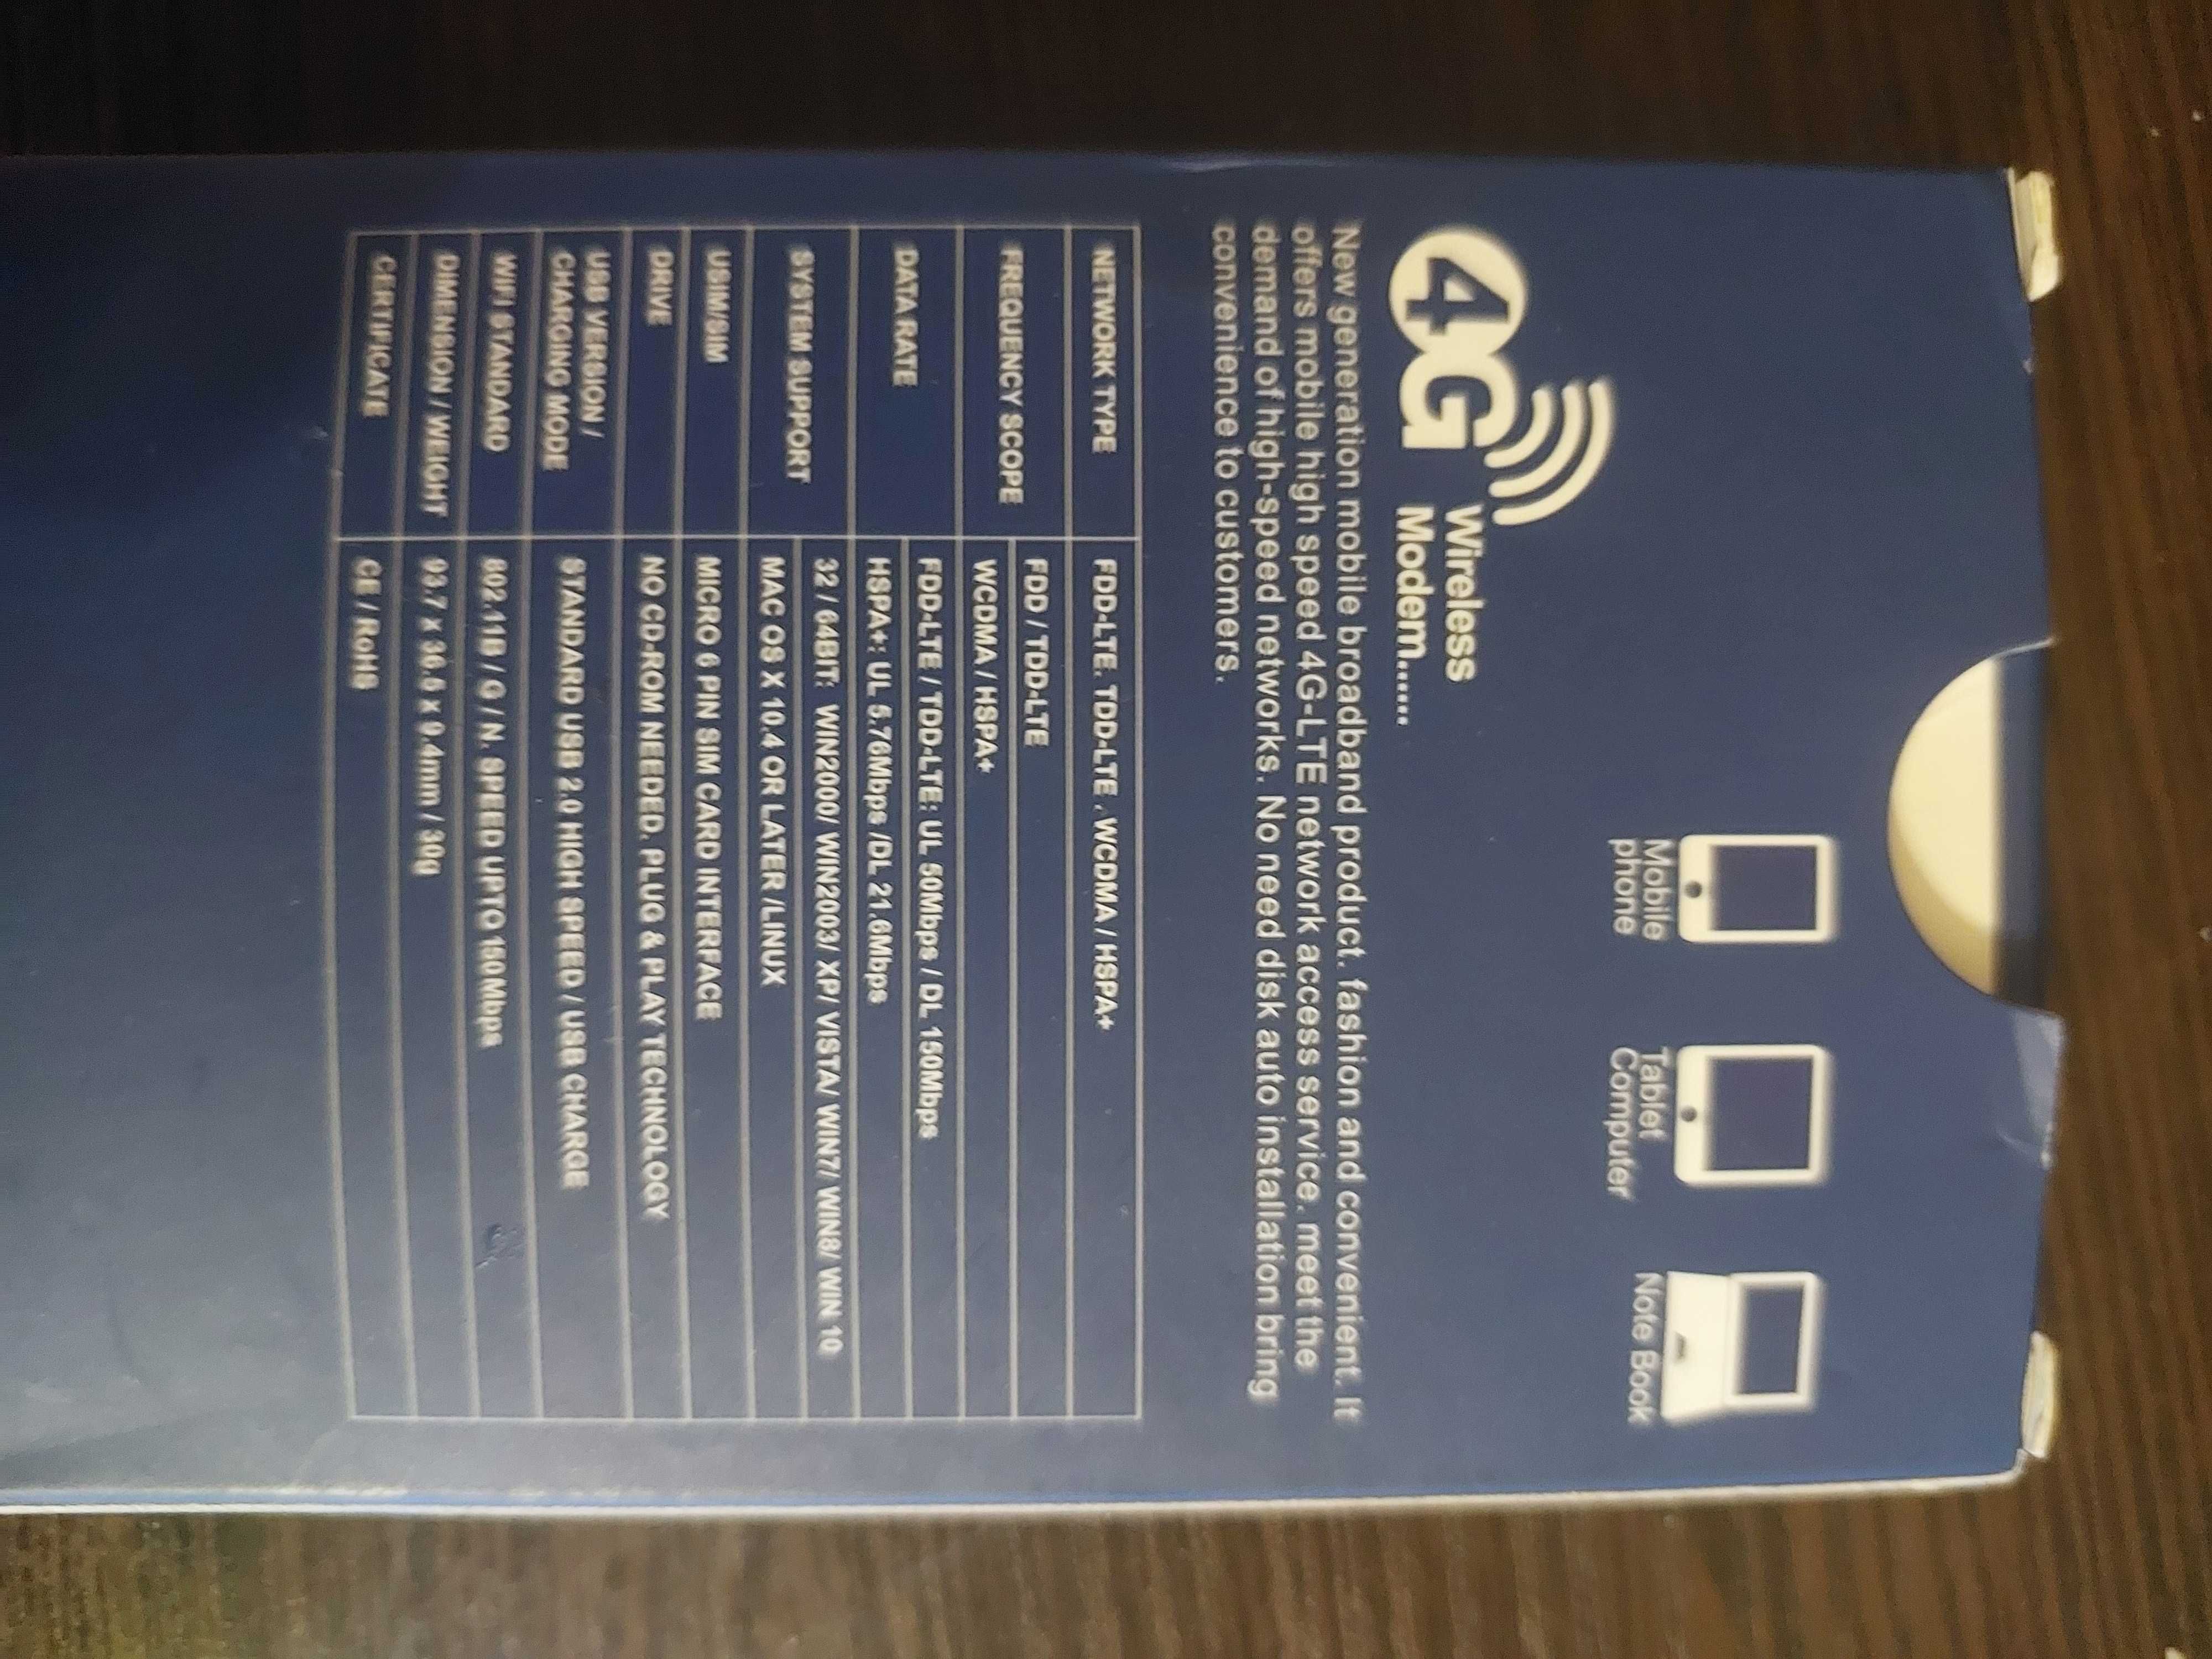 Mobile
phone
Tablet
Computer
Note Book
4G
Wireless
Modem......
New generation mobile broadband product. fashion and convenient. It
offers mobile high speed 4G-LTE network access service. meet the
demand of high-speed networks. No need disk auto installation bring
convenience to customers.
NETWORK TYPE
FDD-LTE. TDD-LTE . WCDMA / HSPA+
FREQUENCY SCOPE
FDD / TDD-LTE
WCDMA / HSPA+
DATA RATE
FDD-LTE / TDD-LTE: UL 50Mbps / DL 150Mbps
HSPA+: UL 5.76Mbps /DL 21.6Mbps
SYSTEM SUPPORT
32 / 64BIT: WIN2000/ WIN2003/ XP/ VISTA/ WIN7/ WIN8/ WIN 10
MAC OS X 10.4 OR LATER /LINUX
USIM/SIM
MICRO 6 PIN SIM CARD INTERFACE
DRIVE
NO CD-ROM NEEDED. PLUG & PLAY TECHNOLOGY
USB VERSION /
CHARGING MODE
STANDARD USB 2.0 HIGH SPEED / USB CHARGE
WIFI STANDARD
802.11B / G / N. SPEED UPTO 150Mbps
DIMENSION / WEIGHT
93.7 x 36.6 x 9.4mm / 30g
CERTIFICATE
CE / RoHS